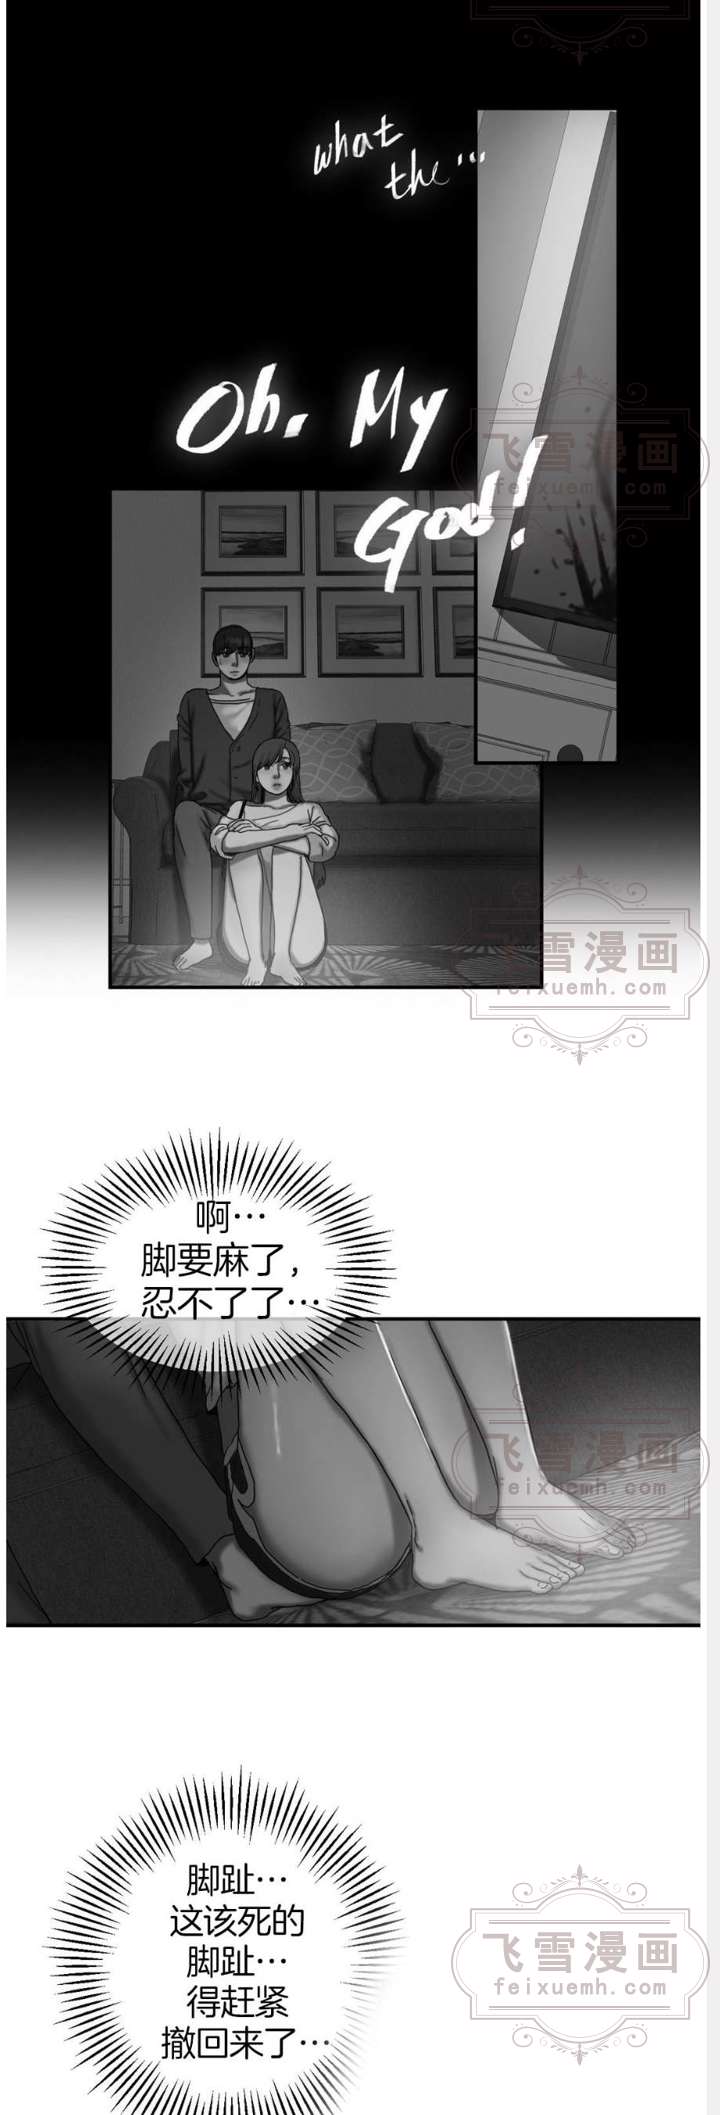 what
the...
Oh, My
God!
飞雪漫画
feixuemh.com
飞雪漫画
feixuemh.com
啊…
脚要麻了，
忍不了了…
飞雪漫画
feixuemh.com
脚趾…
这该死的
脚趾…
得赶紧
撤回来了…
飞雪漫画
feixuemh.com